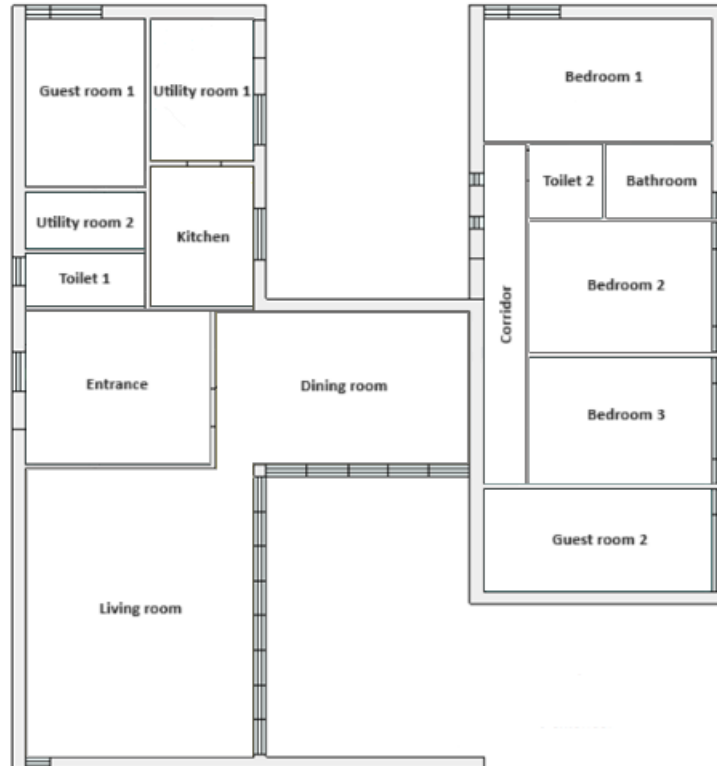 Guest room 1
Utility room 1
Bedroom 1
Toilet 2
Bathroom
Utility room 2
Kitchen
Toilet 1
Bedroom 2
Corridor
Entrance
Dining room
Bedroom 3
Guest room 2
Living room